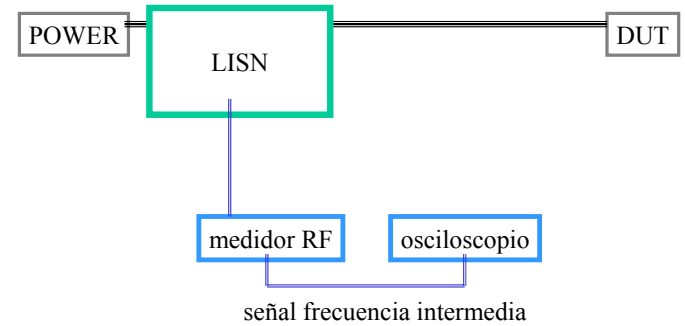 POWER
LISN
DUT
medidor RF
osciloscopio
señal frecuencia intermedia